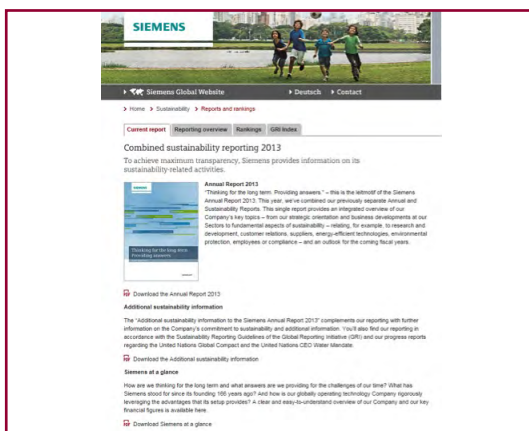 SIEMENS
Siemens Global Website Deutsch Contact
Home Sustainability Reports and rankings
Current report Reporting overview Rankings GRI Index
Combined sustainability reporting 2013
To achieve maximum transparency, Siemens provides information on its
sustainability-related activities.
Annual Report 2013
"Thinking for the long term. Providing answers." – this is the leitmotif of the Siemens
Annual Report 2013. This year, we've combined our previously separate Annual and
Sustainability Reports. This single report provides an integrated overview of our
Company's key topics – from our strategic orientation and business developments at our
Sectors to fundamental aspects of sustainability – relating, for example, to research and
development, customer relations, suppliers, energy-efficient technologies, environmental
protection, employees or compliance – and an outlook for the coming fiscal years.
Thinking for the long term.
Providing answers.
Download the Annual Report 2013
Additional sustainability information
The "Additional sustainability information to the Siemens Annual Report 2013" complements our reporting with further
information on the Company's commitment to sustainability and additional information. You'll also find our reporting in
accordance with the Sustainability Reporting Guidelines of the Global Reporting Initiative (GRI) and our progress reports
regarding the United Nations Global Compact and the United Nations CEO Water Mandate.
Download the Additional sustainability information
Siemens at a glance
How are we thinking for the long term and what answers are we providing for the challenges of our time? What has
Siemens stood for since its founding 166 years ago? And how is our globally operating technology Company rigorously
leveraging the advantages that its setup provides? A clear and easy-to-understand overview of our Company and our key
financial figures is available here.
Download Siemens at a glance